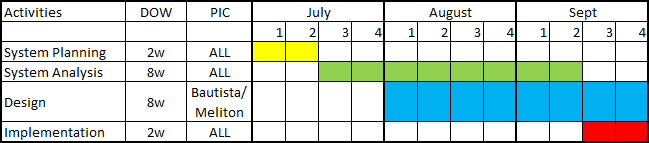 Activities DOW PIC July August Sept
1 2 3 4 1 2 3 4 1 2 3 4
System Planning 2w ALL
System Analysis 8w ALL
Design 8w Bautista/
Meliton
Implementation 2w ALL